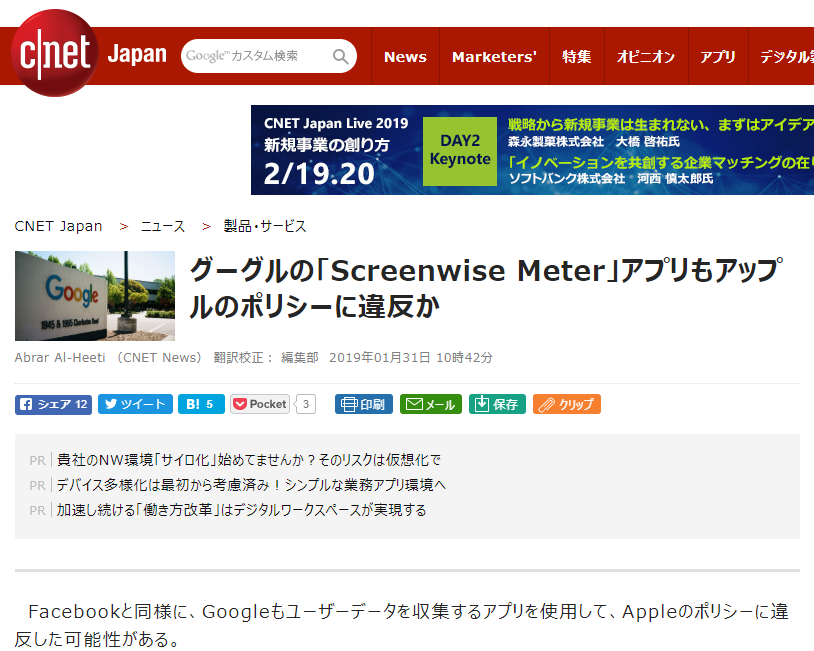 cnet Japan
Google™カスタム検索
News
Marketers'
特集
オピニオン
アプリ
デジタル
CNET Japan Live 2019
新規事業の創り方
2/19.20
DAY2
Keynote
戦略から新規事業は生まれない、まずはアイデア
森永製菓株式会社 大橋 啓祐氏
「イノベーションを共創する企業マッチングの在り
ソフトバンク株式会社 河西 慎太郎氏
CNET Japan > ニュース > 製品・サービス
Google
1945 & 1965 Charleston Road
グーグルの「Screenwise Meter」アプリもアップ
ルのポリシーに違反か
Abrar Al-Heeti （CNET News） 翻訳校正： 編集部 2019年01月31日 10時42分
シェア 12
ツイート
B! 5
Pocket 3
印刷
メール
保存
クリップ
PR 貴社のNW環境「サイロ化」始めてませんか？そのリスクは仮想化で
PR デバイス多様化は最初から考慮済み！シンプルな業務アプリ環境へ
PR 加速し続ける「働き方改革」はデジタルワークスペースが実現する
Facebookと同様に、Googleもユーザーデータを収集するアプリを使用して、Appleのポリシーに違
反した可能性がある。